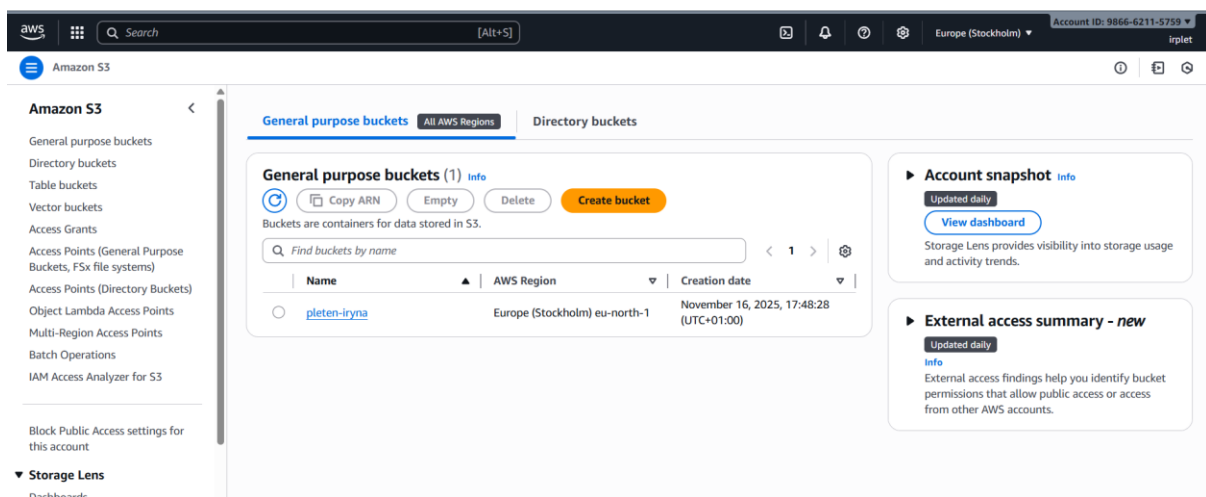 aws
Search
[Alt+S]
Europe (Stockholm) ▼
Account ID: 9866-6211-5759 ▼
irplet
Amazon S3
Amazon S3
General purpose buckets
Directory buckets
Table buckets
Vector buckets
Access Grants
Access Points (General Purpose
Buckets, FSx file systems)
Access Points (Directory Buckets)
Object Lambda Access Points
Multi-Region Access Points
Batch Operations
IAM Access Analyzer for S3
Block Public Access settings for
this account
▼ Storage Lens
Dashboards
General purpose buckets All AWS Regions
Directory buckets
General purpose buckets (1) Info
Copy ARN
Empty
Delete
Create bucket
Buckets are containers for data stored in S3.
Find buckets by name
< 1 >
Name
AWS Region
Creation date
pleten-iryna
Europe (Stockholm) eu-north-1
November 16, 2025, 17:48:28
(UTC+01:00)
Account snapshot Info
Updated daily
View dashboard
Storage Lens provides visibility into storage usage
and activity trends.
External access summary - new
Updated daily
Info
External access findings help you identify bucket
permissions that allow public access or access
from other AWS accounts.